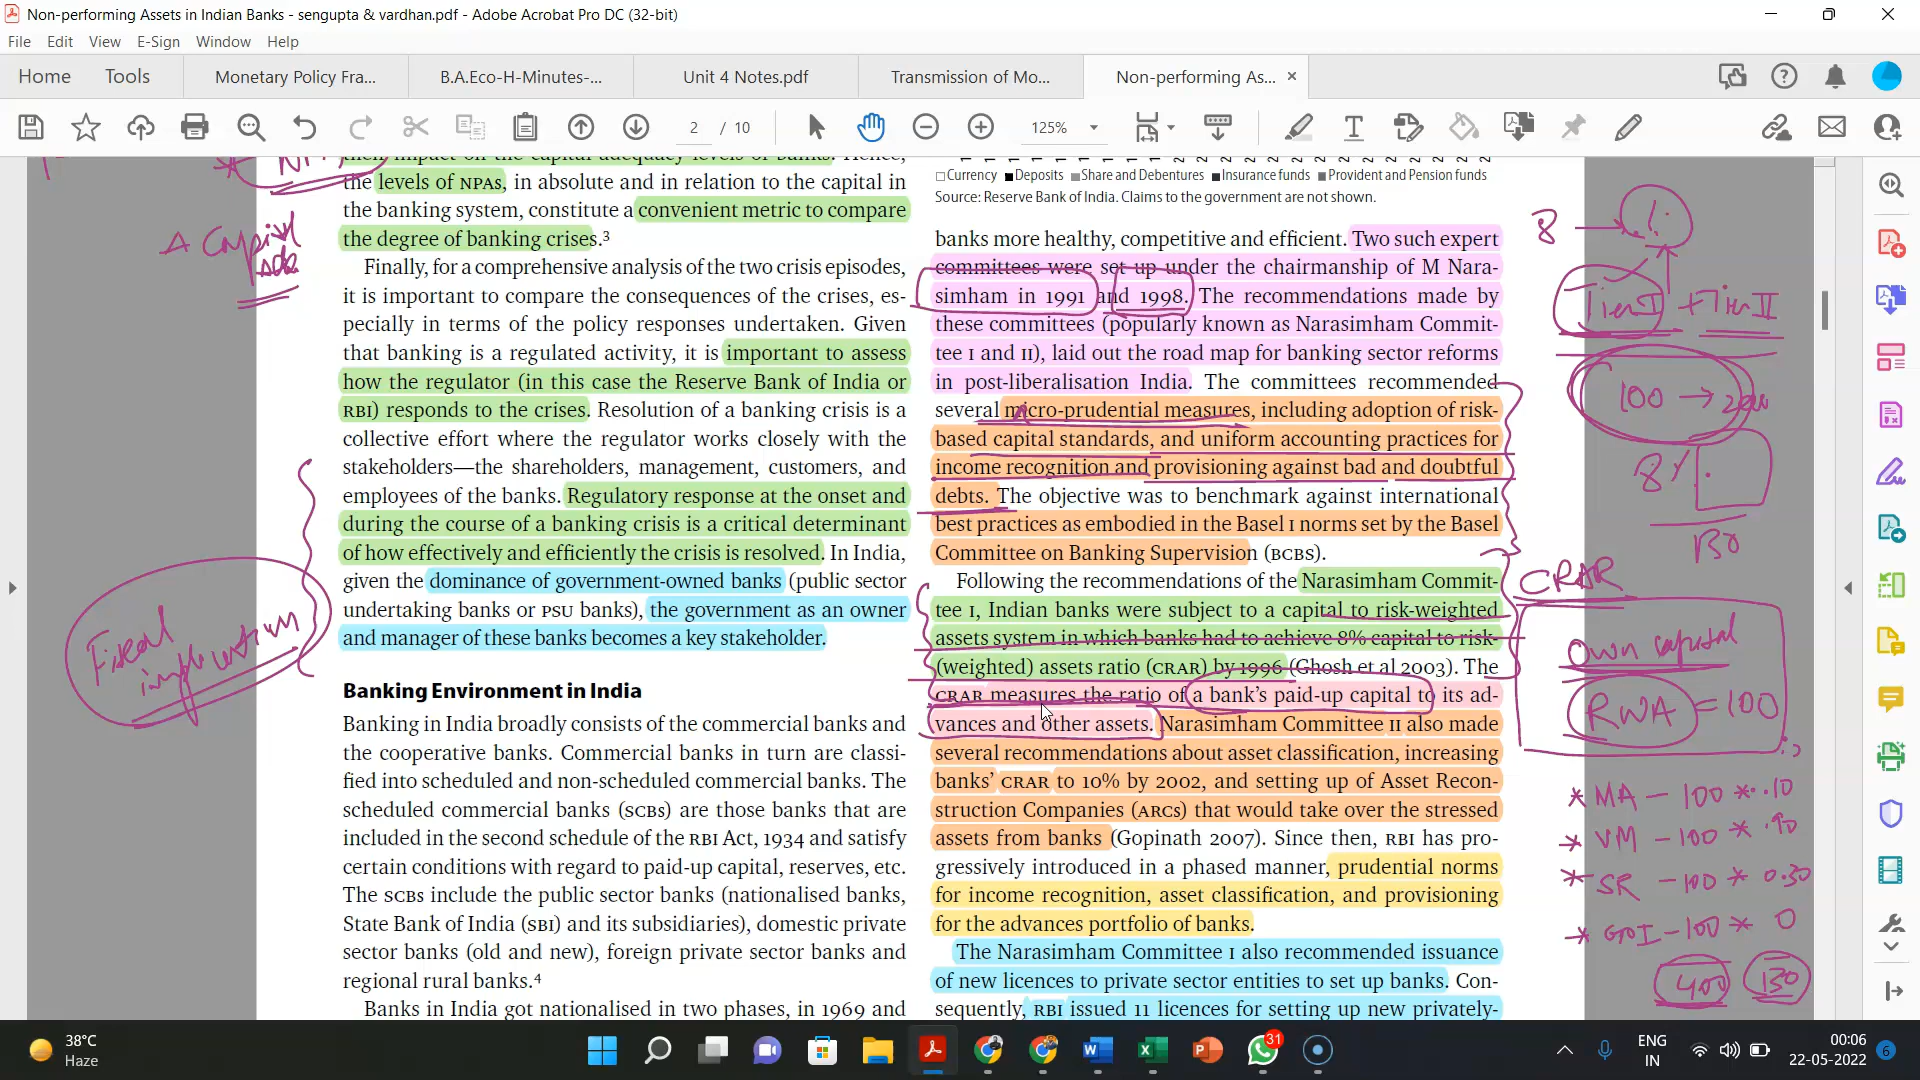 Non-performing Assets in Indian Banks - sengupta & vardhan.pdf - Adobe Acrobat Pro DC (32-bit)
File Edit View E-Sign Window Help
Home Tools Monetary Policy Fra... B.A.Eco-H-Minutes-... Unit 4 Notes.pdf Transmission of Mo... Non-performing As... ×
2 / 10 125%
their impact on the capital adequacy levels of banks. Hence,
the levels of NPAs, in absolute and in relation to the capital in
the banking system, constitute a convenient metric to compare
the degree of banking crises.³
Finally, for a comprehensive analysis of the two crisis episodes,
it is important to compare the consequences of the crises, es-
pecially in terms of the policy responses undertaken. Given
that banking is a regulated activity, it is important to assess
how the regulator (in this case the Reserve Bank of India or
RBI) responds to the crises. Resolution of a banking crisis is a
collective effort where the regulator works closely with the
stakeholders—the shareholders, management, customers, and
employees of the banks. Regulatory response at the onset and
during the course of a banking crisis is a critical determinant
of how effectively and efficiently the crisis is resolved. In India,
given the dominance of government-owned banks (public sector
undertaking banks or PSU banks), the government as an owner
and manager of these banks becomes a key stakeholder.
Banking Environment in India
Banking in India broadly consists of the commercial banks and
the cooperative banks. Commercial banks in turn are classi-
fied into scheduled and non-scheduled commercial banks. The
scheduled commercial banks (SCBs) are those banks that are
included in the second schedule of the RBI Act, 1934 and satisfy
certain conditions with regard to paid-up capital, reserves, etc.
The SCBs include the public sector banks (nationalised banks,
State Bank of India (SBI) and its subsidiaries), domestic private
sector banks (old and new), foreign private sector banks and
regional rural banks.⁴
Banks in India got nationalised in two phases, in 1969 and
Currency Deposits Share and Debentures Insurance funds Provident and Pension funds
Source: Reserve Bank of India. Claims to the government are not shown.
banks more healthy, competitive and efficient. Two such expert
committees were set up under the chairmanship of M Nara-
simham in 1991 and 1998. The recommendations made by
these committees (popularly known as Narasimham Commit-
tee I and II), laid out the road map for banking sector reforms
in post-liberalisation India. The committees recommended
several micro-prudential measures, including adoption of risk-
based capital standards, and uniform accounting practices for
income recognition and provisioning against bad and doubtful
debts. The objective was to benchmark against international
best practices as embodied in the Basel I norms set by the Basel
Committee on Banking Supervision (BCBS).
Following the recommendations of the Narasimham Commit-
tee I, Indian banks were subject to a capital to risk-weighted
assets system in which banks had to achieve 8% capital to risk-
(weighted) assets ratio (CRAR) by 1996 (Ghosh et al 2003). The
CRAR measures the ratio of a bank's paid-up capital to its ad-
vances and other assets. Narasimham Committee II also made
several recommendations about asset classification, increasing
banks' CRAR to 10% by 2002, and setting up of Asset Recon-
struction Companies (ARCs) that would take over the stressed
assets from banks (Gopinath 2007). Since then, RBI has pro-
gressively introduced in a phased manner, prudential norms
for income recognition, asset classification, and provisioning
for the advances portfolio of banks.
The Narasimham Committee I also recommended issuance
of new licences to private sector entities to set up banks. Con-
sequently, RBI issued 11 licences for setting up new privately-
Capital
Fiscal
8
Tier I + Tier II
100 →
8%
130
CRAR
Own capital
RWA = 100
* MA - 100 * .10
* VM - 100 * .90
* SR - 100 * 0.30
* GOI - 100 * 0
400 130
38°C
Haze
31
ENG
IN
00:06
22-05-2022
6